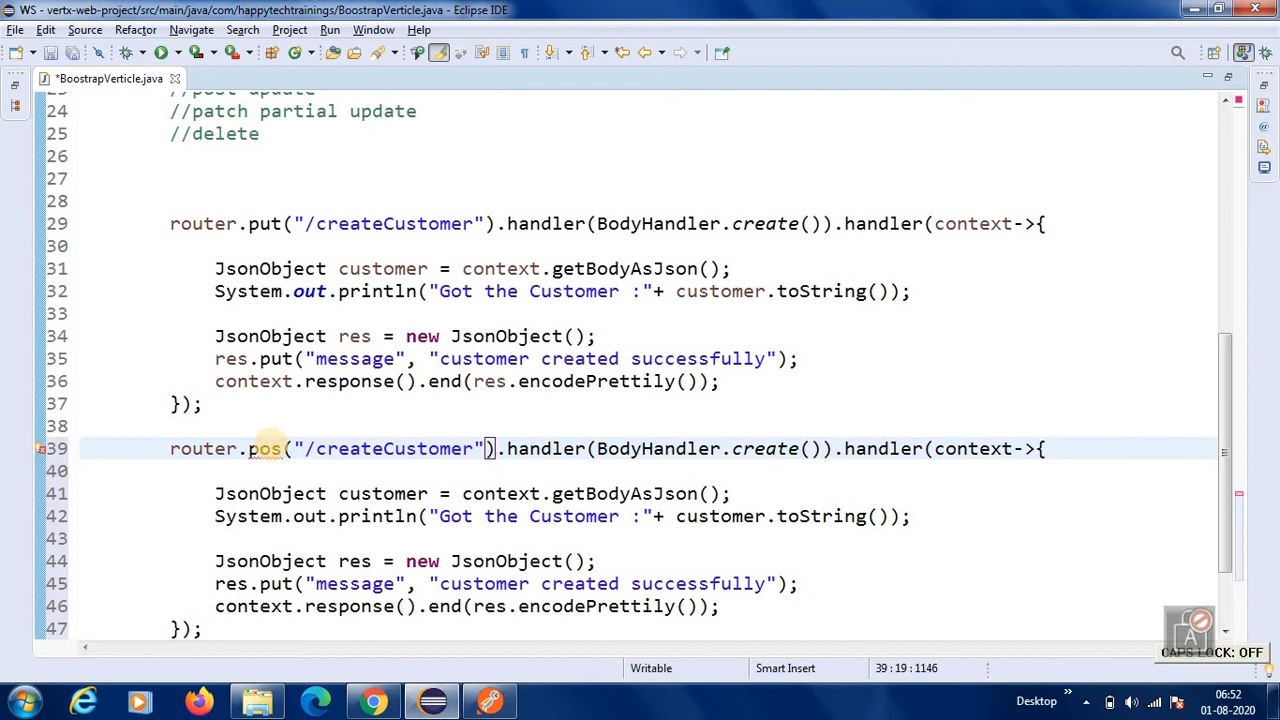 WS - vertx-web-project/src/main/java/com/happytechtrainings/BoostrapVerticle.java - Eclipse IDE
File Edit Source Refactor Navigate Search Project Run Window Help
*BoostrapVerticle.java
23 //post update
24 //patch partial update
25 //delete
26
27
28
29 router.put("/createCustomer").handler(BodyHandler.create()).handler(context->{
30
31 JsonObject customer = context.getBodyAsJson();
32 System.out.println("Got the Customer :"+ customer.toString());
33
34 JsonObject res = new JsonObject();
35 res.put("message", "customer created successfully");
36 context.response().end(res.encodePrettily());
37 });
38
39 router.pos("/createCustomer").handler(BodyHandler.create()).handler(context->{
40
41 JsonObject customer = context.getBodyAsJson();
42 System.out.println("Got the Customer :"+ customer.toString());
43
44 JsonObject res = new JsonObject();
45 res.put("message", "customer created successfully");
46 context.response().end(res.encodePrettily());
47 });
A
CAPS LOCK: OFF
Writable Smart Insert 39 : 19 : 1146
Desktop » 06:52
01-08-2020